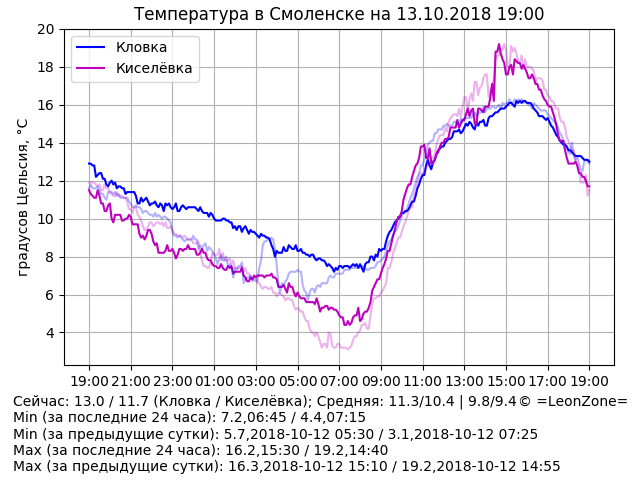 Температура в Смоленске на 13.10.2018 19:00
Кловка
Киселёвка
градусов Цельсия, °C
20
18
16
14
12
10
8
6
4
19:00 21:00 23:00 01:00 03:00 05:00 07:00 09:00 11:00 13:00 15:00 17:00 19:00
Сейчас: 13.0 / 11.7 (Кловка / Киселёвка); Средняя: 11.3/10.4 | 9.8/9.4© =LeonZone=
Min (за последние 24 часа): 7.2,06:45 / 4.4,07:15
Min (за предыдущие сутки): 5.7,2018-10-12 05:30 / 3.1,2018-10-12 07:25
Max (за последние 24 часа): 16.2,15:30 / 19.2,14:40
Max (за предыдущие сутки): 16.3,2018-10-12 15:10 / 19.2,2018-10-12 14:55